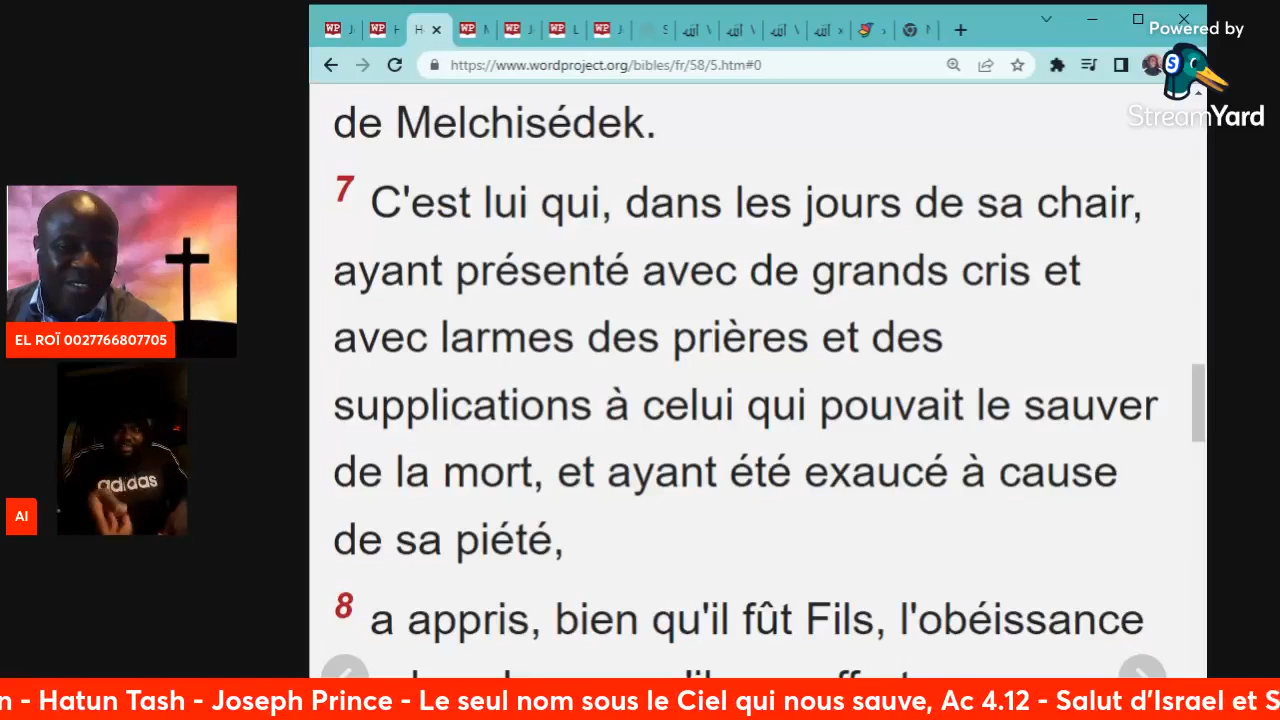 Powered by
StreamYard
https://www.wordproject.org/bibles/fr/58/5.htm#0
de Melchisédek.
7 C'est lui qui, dans les jours de sa chair,
ayant présenté avec de grands cris et
avec larmes des prières et des
supplications à celui qui pouvait le sauver
de la mort, et ayant été exaucé à cause
de sa piété,
8 a appris, bien qu'il fût Fils, l'obéissance
EL ROÏ 0027766807705
adidas
AI
n - Hatun Tash - Joseph Prince - Le seul nom sous le Ciel qui nous sauve, Ac 4.12 - Salut d'Israel et S